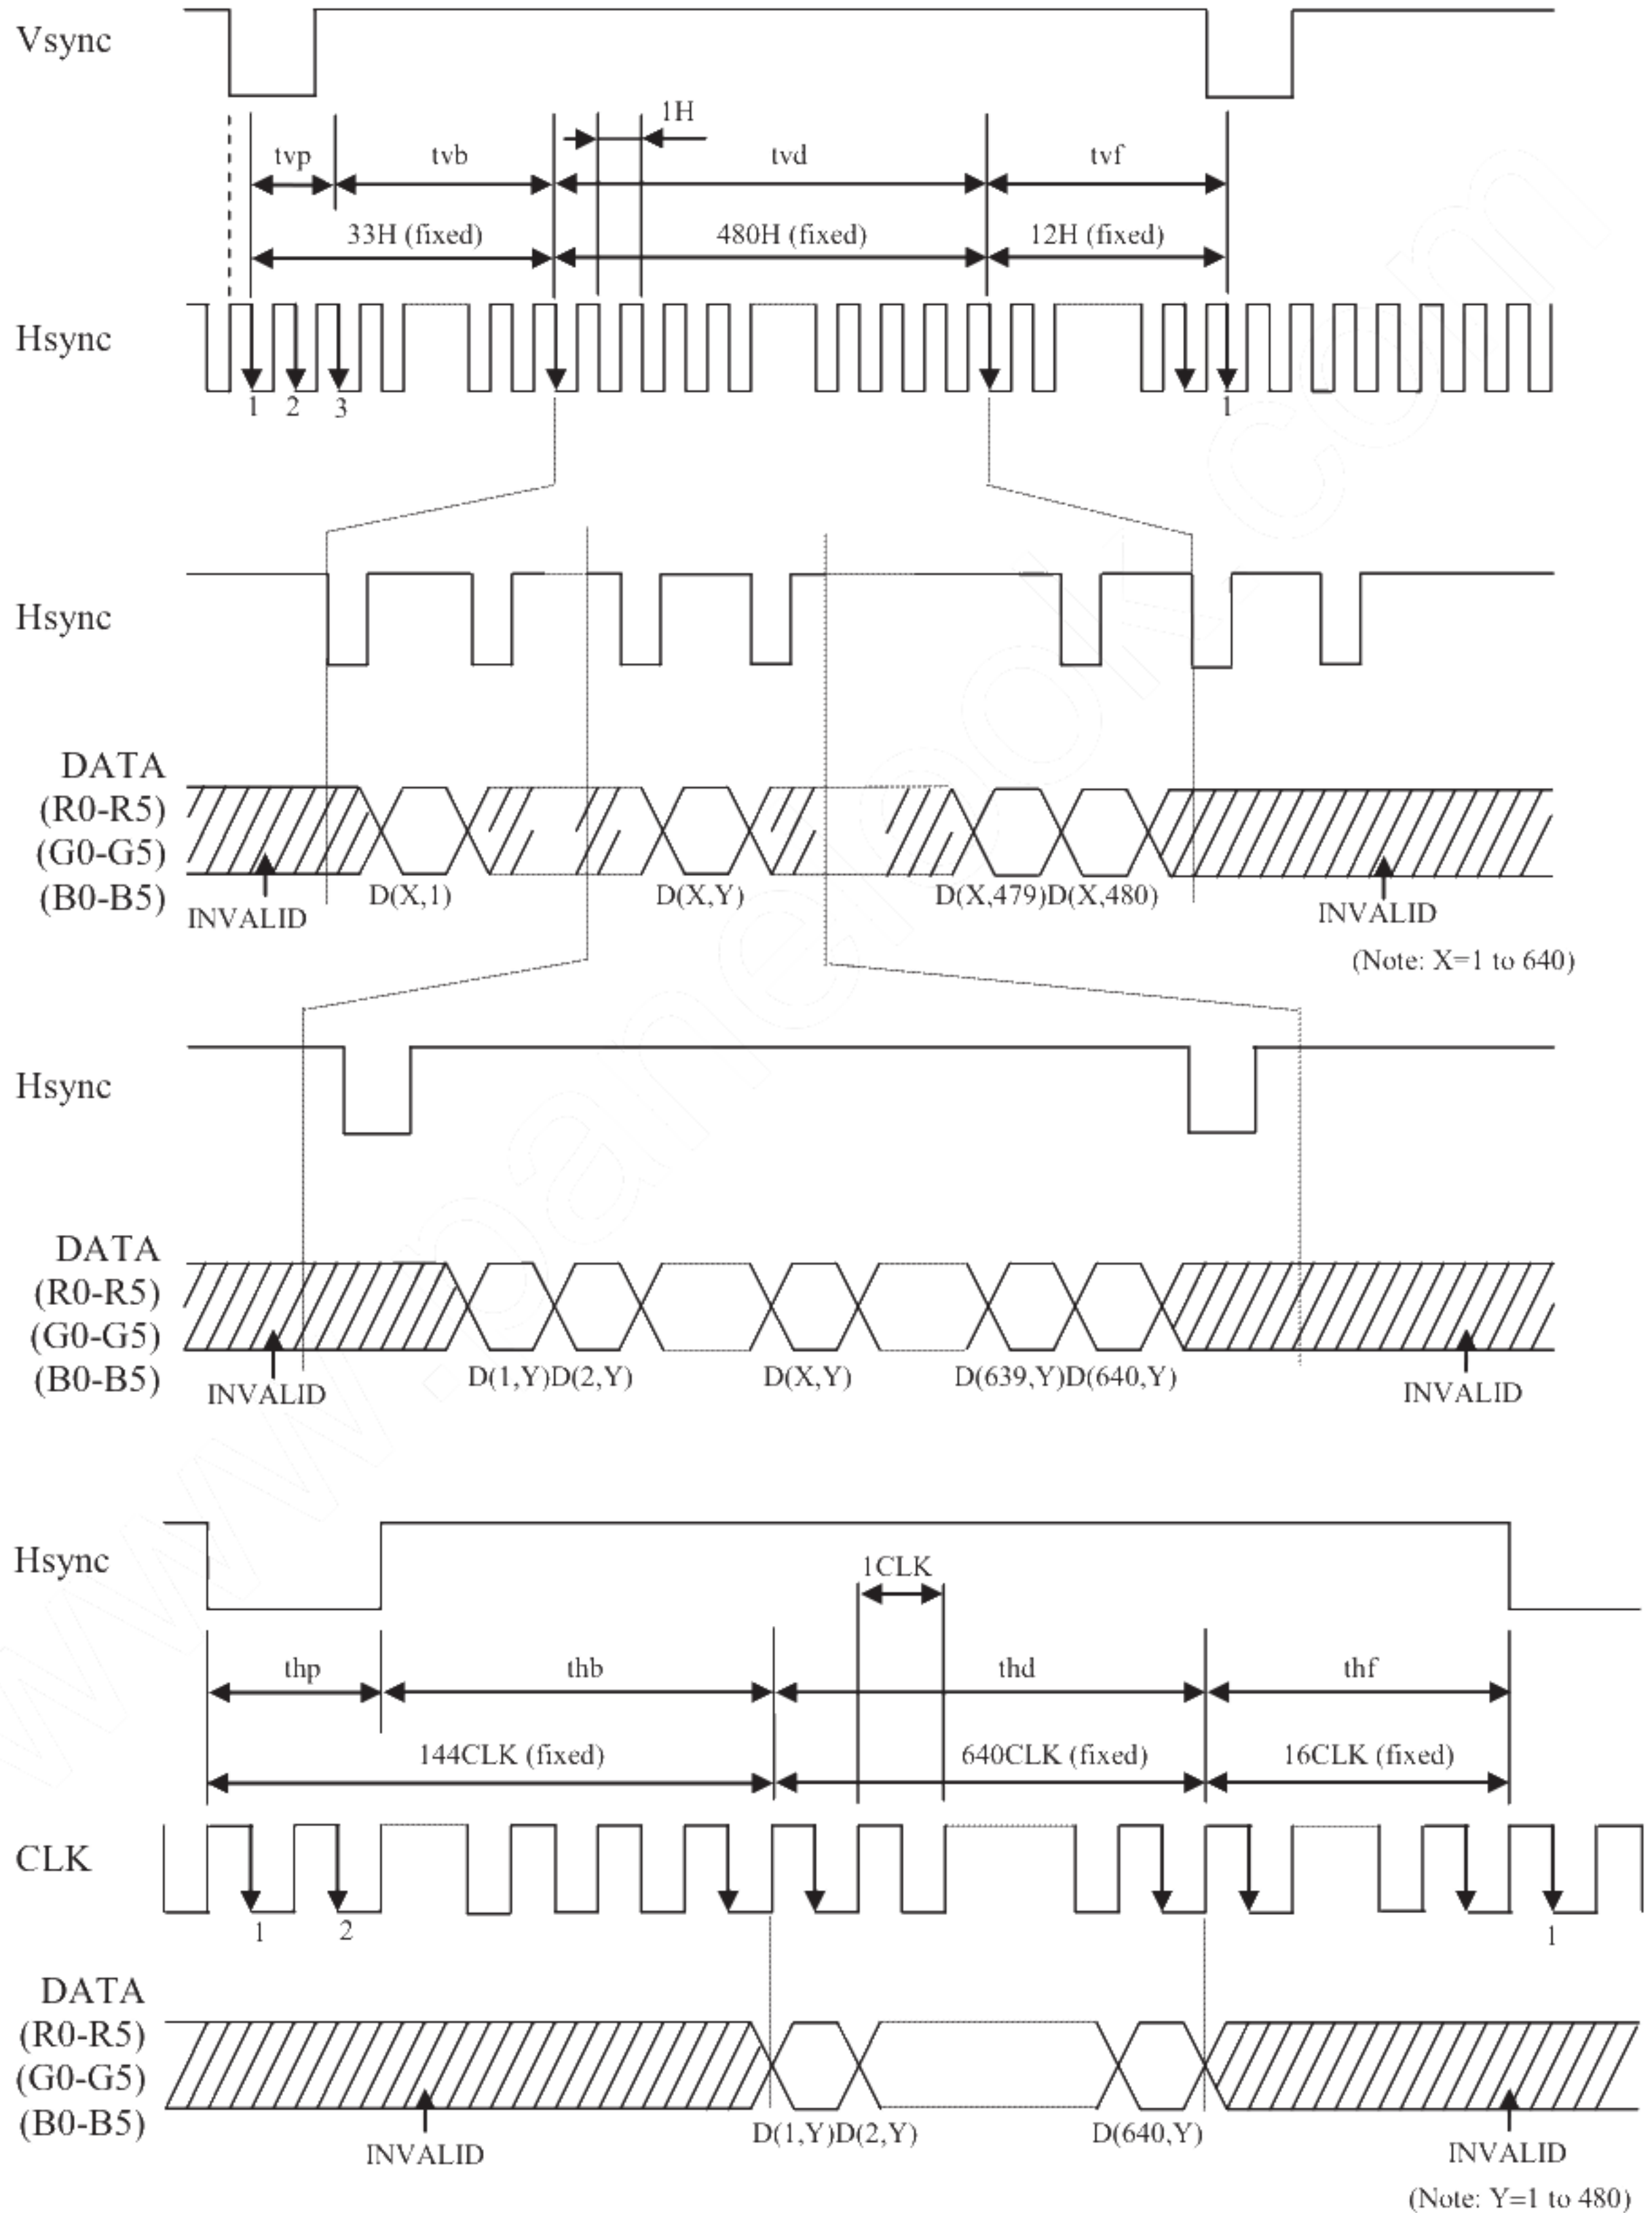 Vsync
1H
tvp tvb tvd tvf
33H (fixed) 480H (fixed) 12H (fixed)
Hsync
1 2 3 1
Hsync
DATA
(R0-R5)
(G0-G5)
(B0-B5)
D(X,1) D(X,Y) D(X,479)D(X,480)
INVALID INVALID
(Note: X=1 to 640)
Hsync
DATA
(R0-R5)
(G0-G5)
(B0-B5)
D(1,Y)D(2,Y) D(X,Y) D(639,Y)D(640,Y)
INVALID INVALID
Hsync
1CLK
thp thb thd thf
144CLK (fixed) 640CLK (fixed) 16CLK (fixed)
CLK
1 2 1
DATA
(R0-R5)
(G0-G5)
(B0-B5)
D(1,Y)D(2,Y) D(640,Y)
INVALID INVALID
(Note: Y=1 to 480)
www.panelook.com